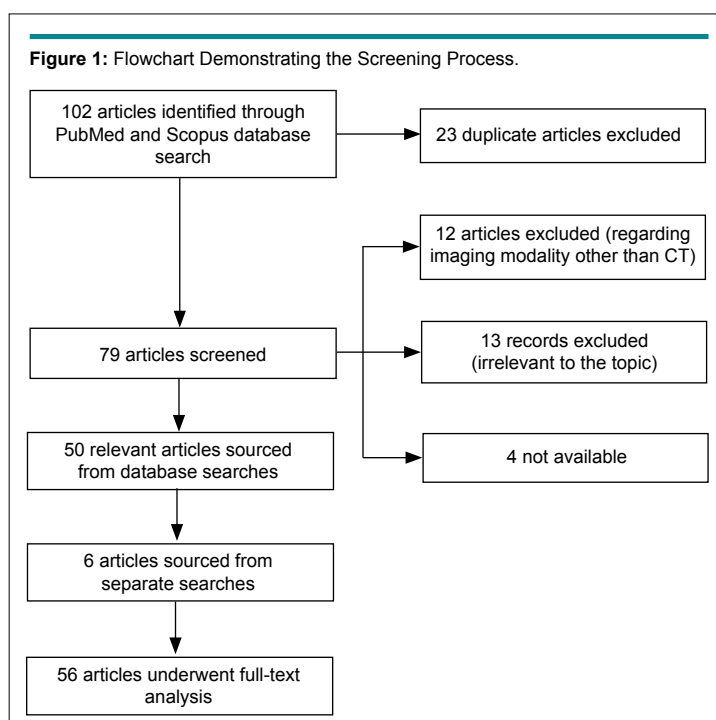 Figure 1: Flowchart Demonstrating the Screening Process.
102 articles identified through
PubMed and Scopus database
search
23 duplicate articles excluded
12 articles excluded (regarding
imaging modality other than CT)
79 articles screened
13 records excluded
(irrelevant to the topic)
50 relevant articles sourced
from database searches
4 not available
6 articles sourced from
separate searches
56 articles underwent full-text
analysis